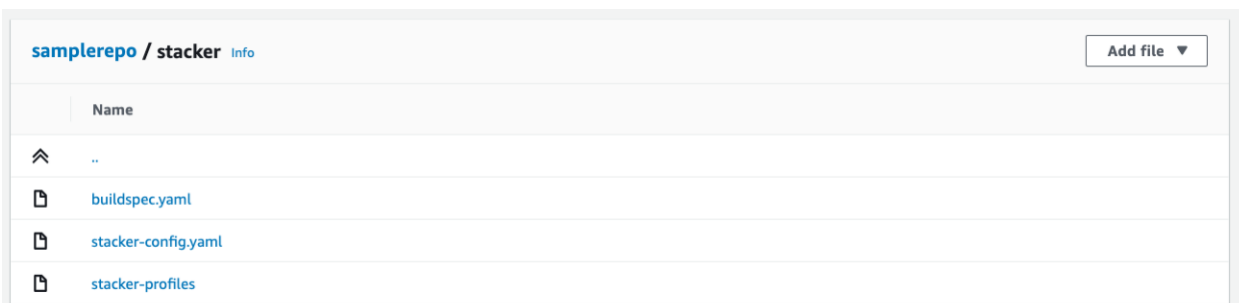 samplerepo / stacker Info
Add file ▼
Name
..
buildspec.yaml
stacker-config.yaml
stacker-profiles